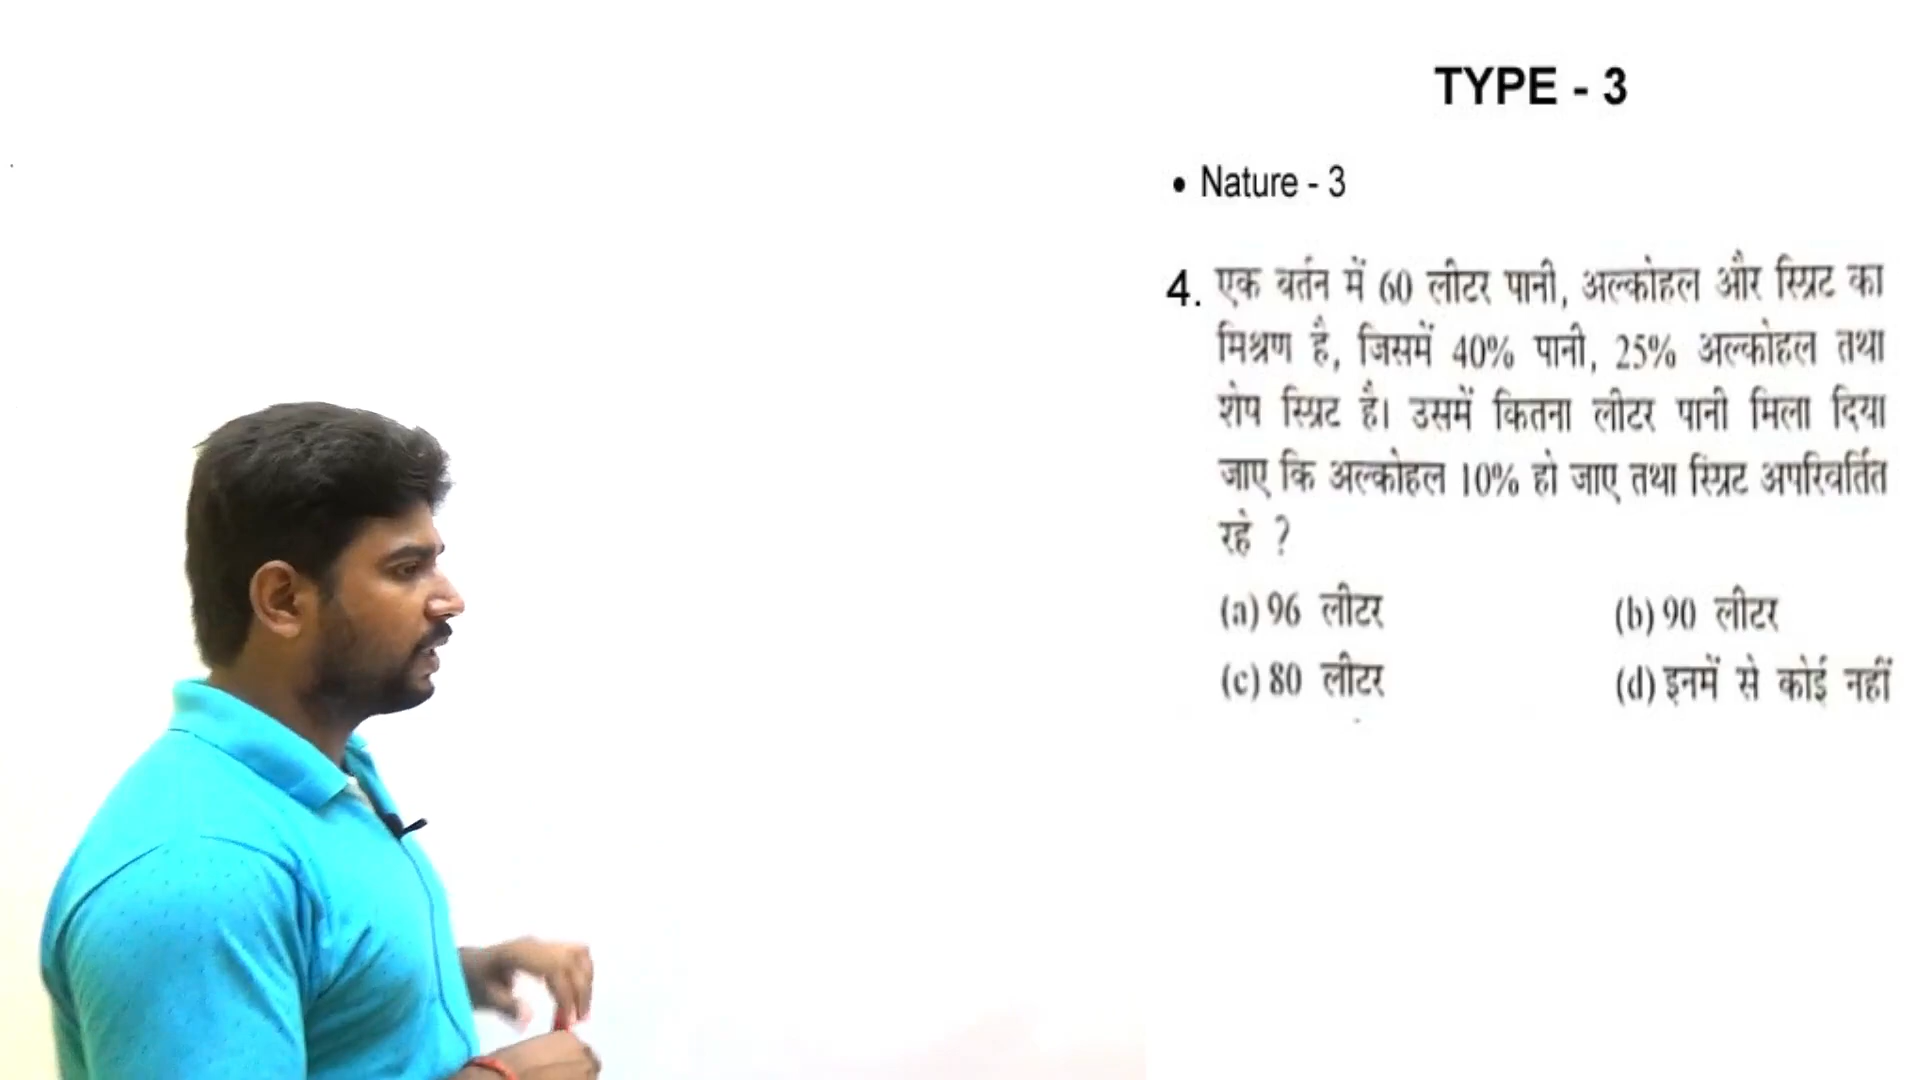 TYPE - 3
• Nature - 3
4. एक बर्तन में 60 लीटर पानी, अल्कोहल और स्प्रिट का
मिश्रण है, जिसमें 40% पानी, 25% अल्कोहल तथा
शेष स्प्रिट है। उसमें कितना लीटर पानी मिला दिया
जाए कि अल्कोहल 10% हो जाए तथा स्प्रिट अपरिवर्तित
रहे ?
(a) 96 लीटर (b) 90 लीटर
(c) 80 लीटर (d) इनमें से कोई नहीं